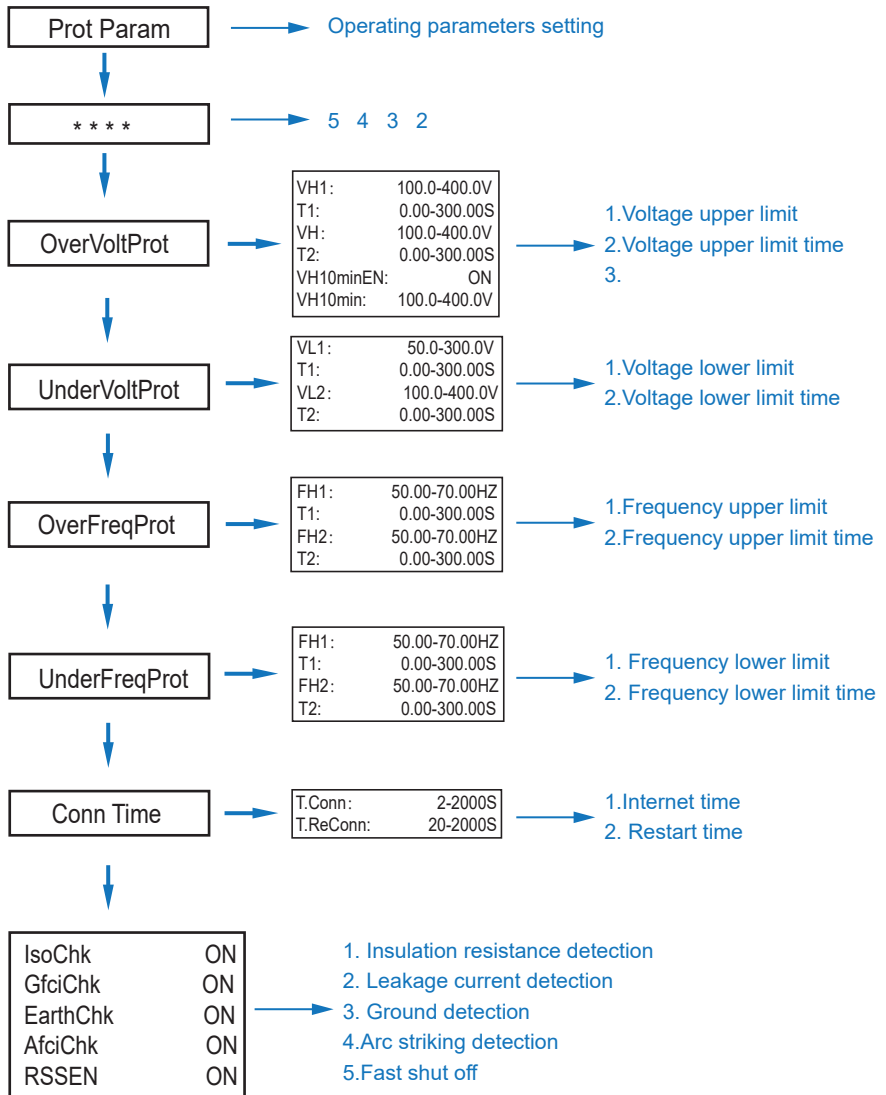 Prot Param
Operating parameters setting
* * * *
5 4 3 2
OverVoltProt
VH1: 100.0-400.0V
T1: 0.00-300.00S
VH: 100.0-400.0V
T2: 0.00-300.00S
VH10minEN: ON
VH10min: 100.0-400.0V
1.Voltage upper limit
2.Voltage upper limit time
3.
UnderVoltProt
VL1: 50.0-300.0V
T1: 0.00-300.00S
VL2: 100.0-400.0V
T2: 0.00-300.00S
1.Voltage lower limit
2.Voltage lower limit time
OverFreqProt
FH1: 50.00-70.00HZ
T1: 0.00-300.00S
FH2: 50.00-70.00HZ
T2: 0.00-300.00S
1.Frequency upper limit
2.Frequency upper limit time
UnderFreqProt
FH1: 50.00-70.00HZ
T1: 0.00-300.00S
FH2: 50.00-70.00HZ
T2: 0.00-300.00S
1. Frequency lower limit
2. Frequency lower limit time
Conn Time
T.Conn: 2-2000S
T.ReConn: 20-2000S
1.Internet time
2. Restart time
IsoChk ON
GfciChk ON
EarthChk ON
AfciChk ON
RSSEN ON
1. Insulation resistance detection
2. Leakage current detection
3. Ground detection
4.Arc striking detection
5.Fast shut off